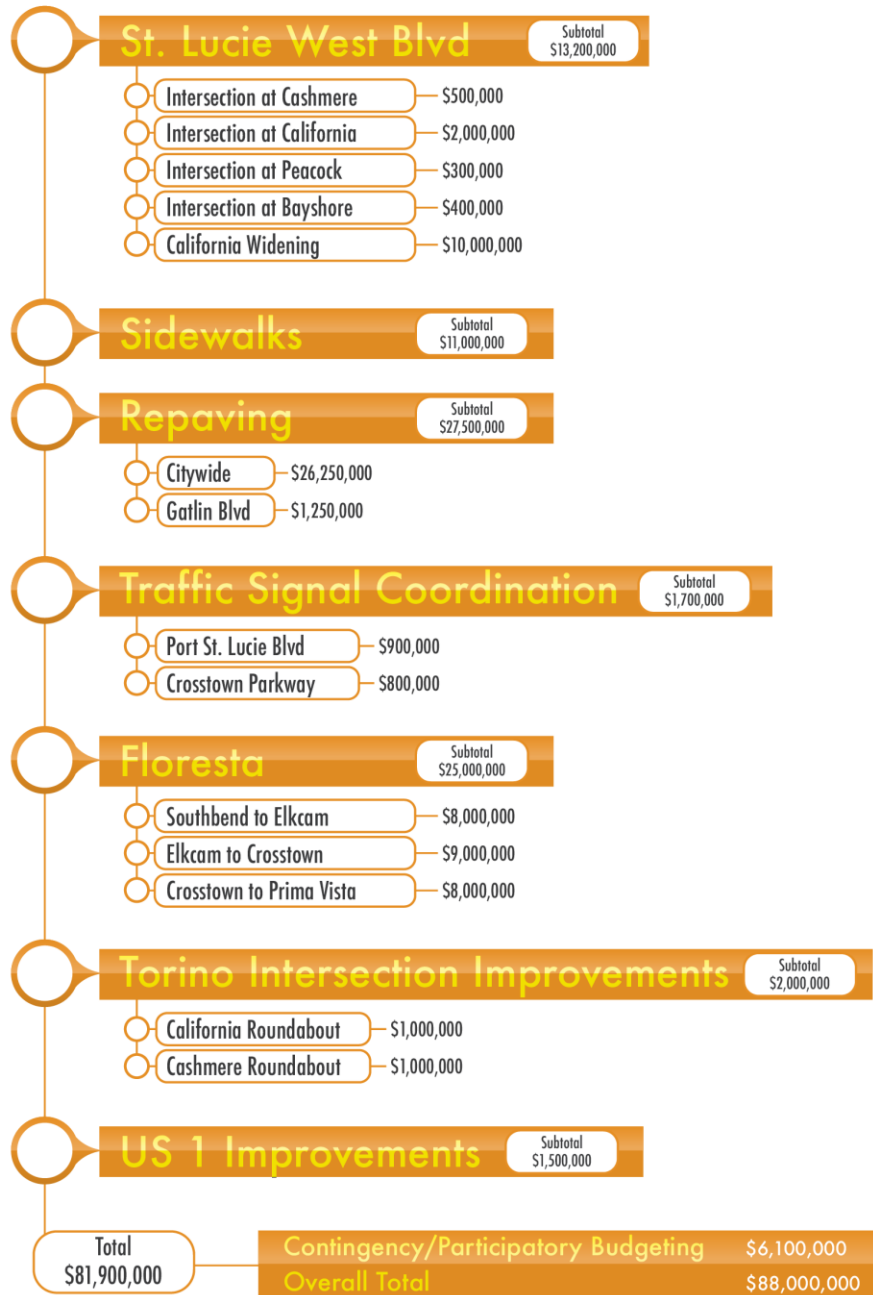 St. Lucie West Blvd
Subtotal
$13,200,000
Intersection at Cashmere
$500,000
Intersection at California
$2,000,000
Intersection at Peacock
$300,000
Intersection at Bayshore
$400,000
California Widening
$10,000,000
Sidewalks
Subtotal
$11,000,000
Repaving
Subtotal
$27,500,000
Citywide
$26,250,000
Gatlin Blvd
$1,250,000
Traffic Signal Coordination
Subtotal
$1,700,000
Port St. Lucie Blvd
$900,000
Crosstown Parkway
$800,000
Floresta
Subtotal
$25,000,000
Southbend to Elkcam
$8,000,000
Elkcam to Crosstown
$9,000,000
Crosstown to Prima Vista
$8,000,000
Torino Intersection Improvements
Subtotal
$2,000,000
California Roundabout
$1,000,000
Cashmere Roundabout
$1,000,000
US 1 Improvements
Subtotal
$1,500,000
Total
$81,900,000
Contingency/Participatory Budgeting $6,100,000
Overall Total $88,000,000